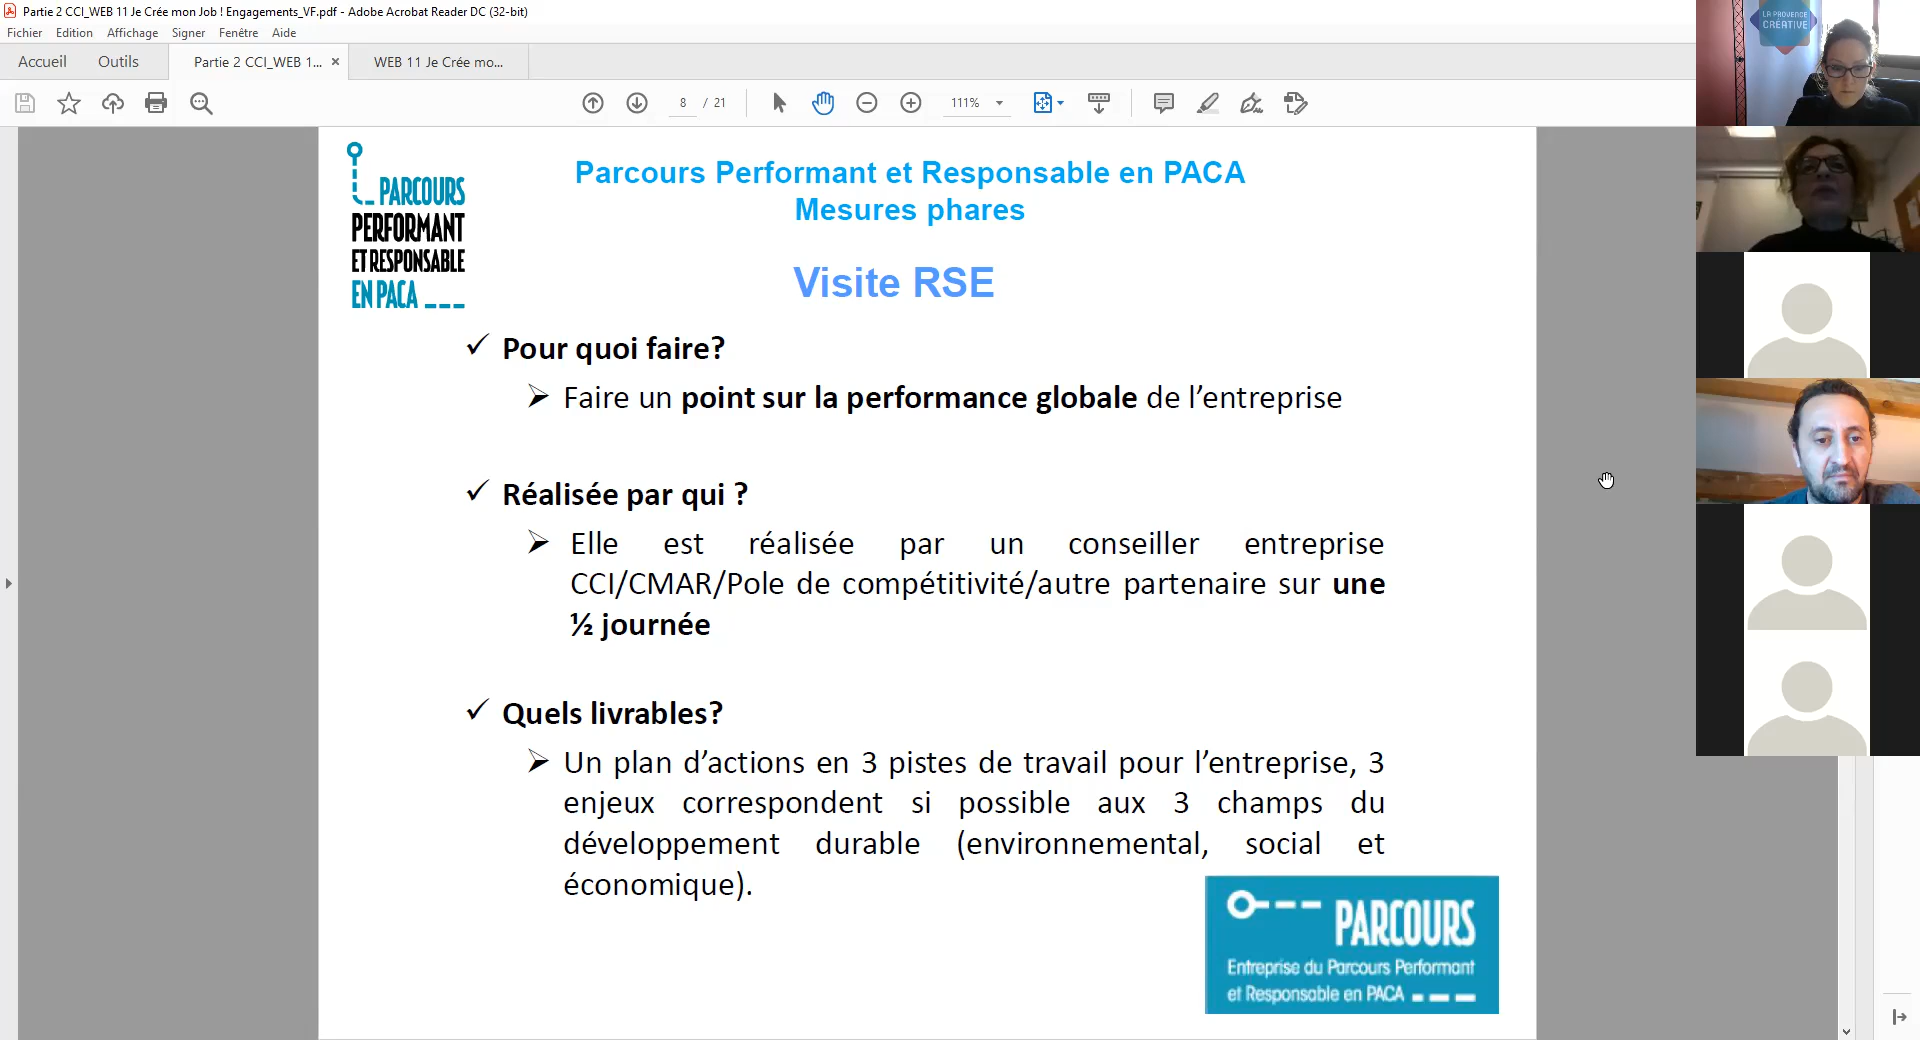 Partie 2 CCI_WEB 11 Je Crée mon Job ! Engagements_VF.pdf - Adobe Acrobat Reader DC (32-bit)
Fichier Edition Affichage Signer Fenêtre Aide
Accueil Outils Partie 2 CCI_WEB 1... × WEB 11 Je Crée mo...
8 / 21 111%
LA PROVENCE
CRÉATIVE
PARCOURS
PERFORMANT
ET RESPONSABLE
EN PACA
Parcours Performant et Responsable en PACA
Mesures phares
Visite RSE
✓ Pour quoi faire?
➢ Faire un point sur la performance globale de l’entreprise
✓ Réalisée par qui ?
➢ Elle est réalisée par un conseiller entreprise
CCI/CMAR/Pole de compétitivité/autre partenaire sur une
½ journée
✓ Quels livrables?
➢ Un plan d’actions en 3 pistes de travail pour l’entreprise, 3
enjeux correspondent si possible aux 3 champs du
développement durable (environnemental, social et
économique).
PARCOURS
Entreprise du Parcours Performant
et Responsable en PACA